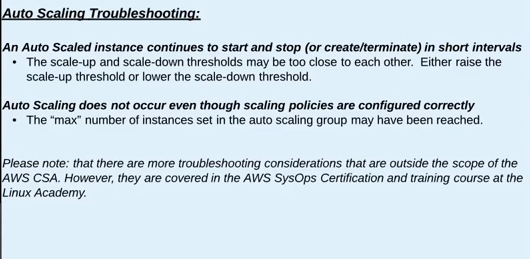 Auto Scaling Troubleshooting:
An Auto Scaled instance continues to start and stop (or create/terminate) in short intervals
• The scale-up and scale-down thresholds may be too close to each other. Either raise the
scale-up threshold or lower the scale-down threshold.
Auto Scaling does not occur even though scaling policies are configured correctly
• The “max” number of instances set in the auto scaling group may have been reached.
Please note: that there are more troubleshooting considerations that are outside the scope of the
AWS CSA. However, they are covered in the AWS SysOps Certification and training course at the
Linux Academy.